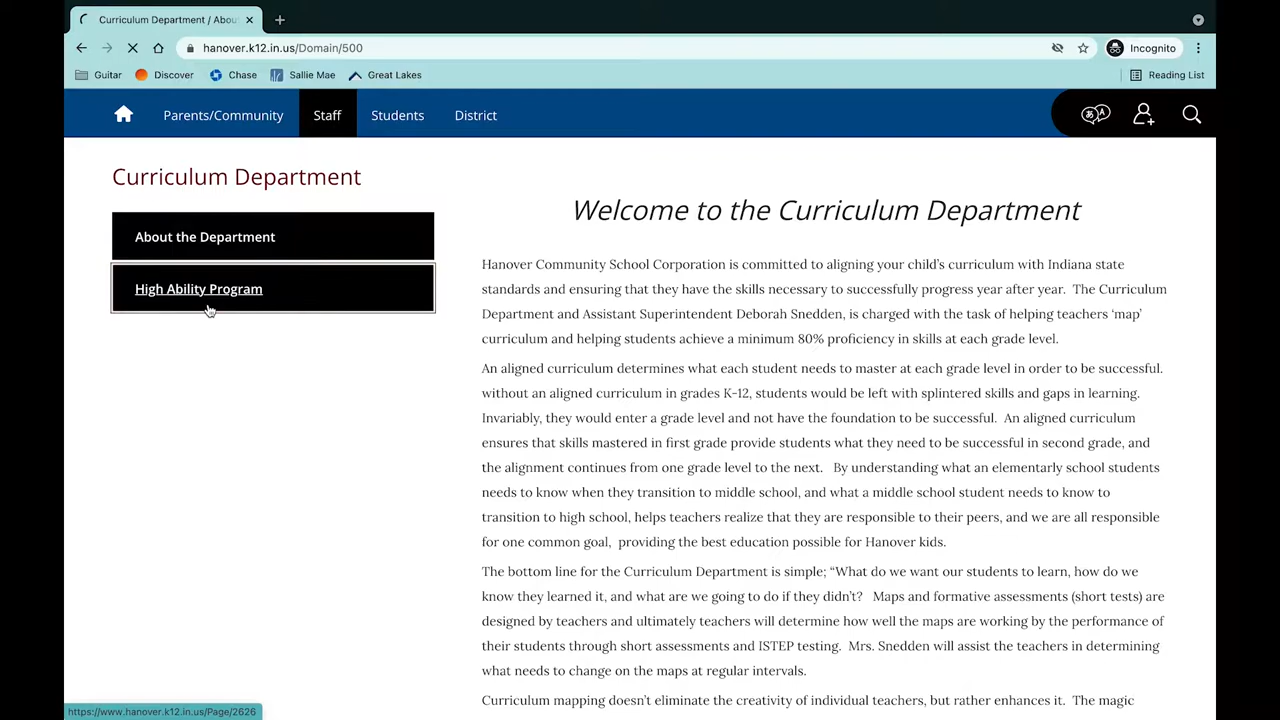 Curriculum Department / Abou
hanover.k12.in.us/Domain/500
Incognito
Guitar
Discover
Chase
Sallie Mae
Great Lakes
Reading List
Parents/Community
Staff
Students
District
Curriculum Department
About the Department
High Ability Program
Welcome to the Curriculum Department
Hanover Community School Corporation is committed to aligning your child's curriculum with Indiana state
standards and ensuring that they have the skills necessary to successfully progress year after year.  The Curriculum
Department and Assistant Superintendent Deborah Snedden, is charged with the task of helping teachers 'map'
curriculum and helping students achieve a minimum 80% proficiency in skills at each grade level.
An aligned curriculum determines what each student needs to master at each grade level in order to be successful.
without an aligned curriculum in grades K-12, students would be left with splintered skills and gaps in learning.
Invariably, they would enter a grade level and not have the foundation to be successful.  An aligned curriculum
ensures that skills mastered in first grade provide students what they need to be successful in second grade, and
the alignment continues from one grade level to the next.   By understanding what an elementarly school students
needs to know when they transition to middle school, and what a middle school student needs to know to
transition to high school, helps teachers realize that they are responsible to their peers, and we are all responsible
for one common goal,  providing the best education possible for Hanover kids.
The bottom line for the Curriculum Department is simple; “What do we want our students to learn, how do we
know they learned it, and what are we going to do if they didn't?   Maps and formative assessments (short tests) are
designed by teachers and ultimately teachers will determine how well the maps are working by the performance of
their students through short assessments and ISTEP testing.  Mrs. Snedden will assist the teachers in determining
what needs to change on the maps at regular intervals.
Curriculum mapping doesn't eliminate the creativity of individual teachers, but rather enhances it.  The magic
https://www.hanover.k12.in.us/Page/2626